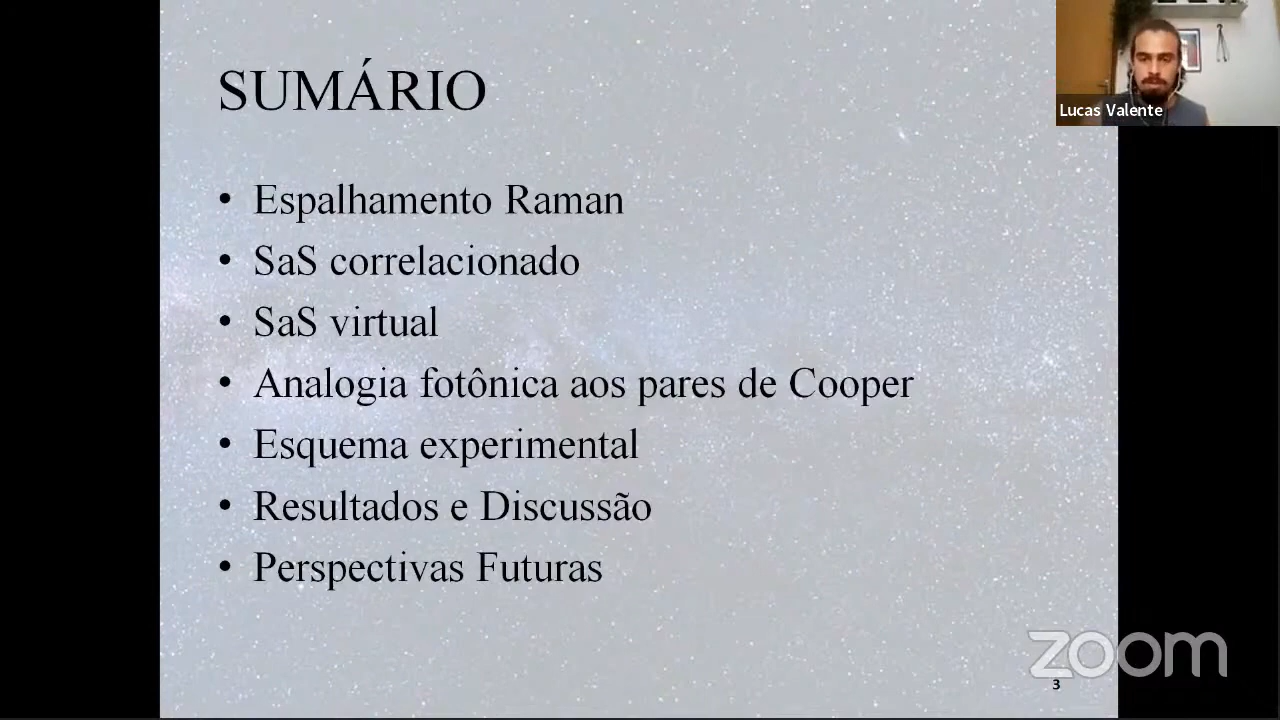 SUMÁRIO
• Espalhamento Raman
• SaS correlacionado
• SaS virtual
• Analogia fotônica aos pares de Cooper
• Esquema experimental
• Resultados e Discussão
• Perspectivas Futuras
Lucas Valente
zoom
3